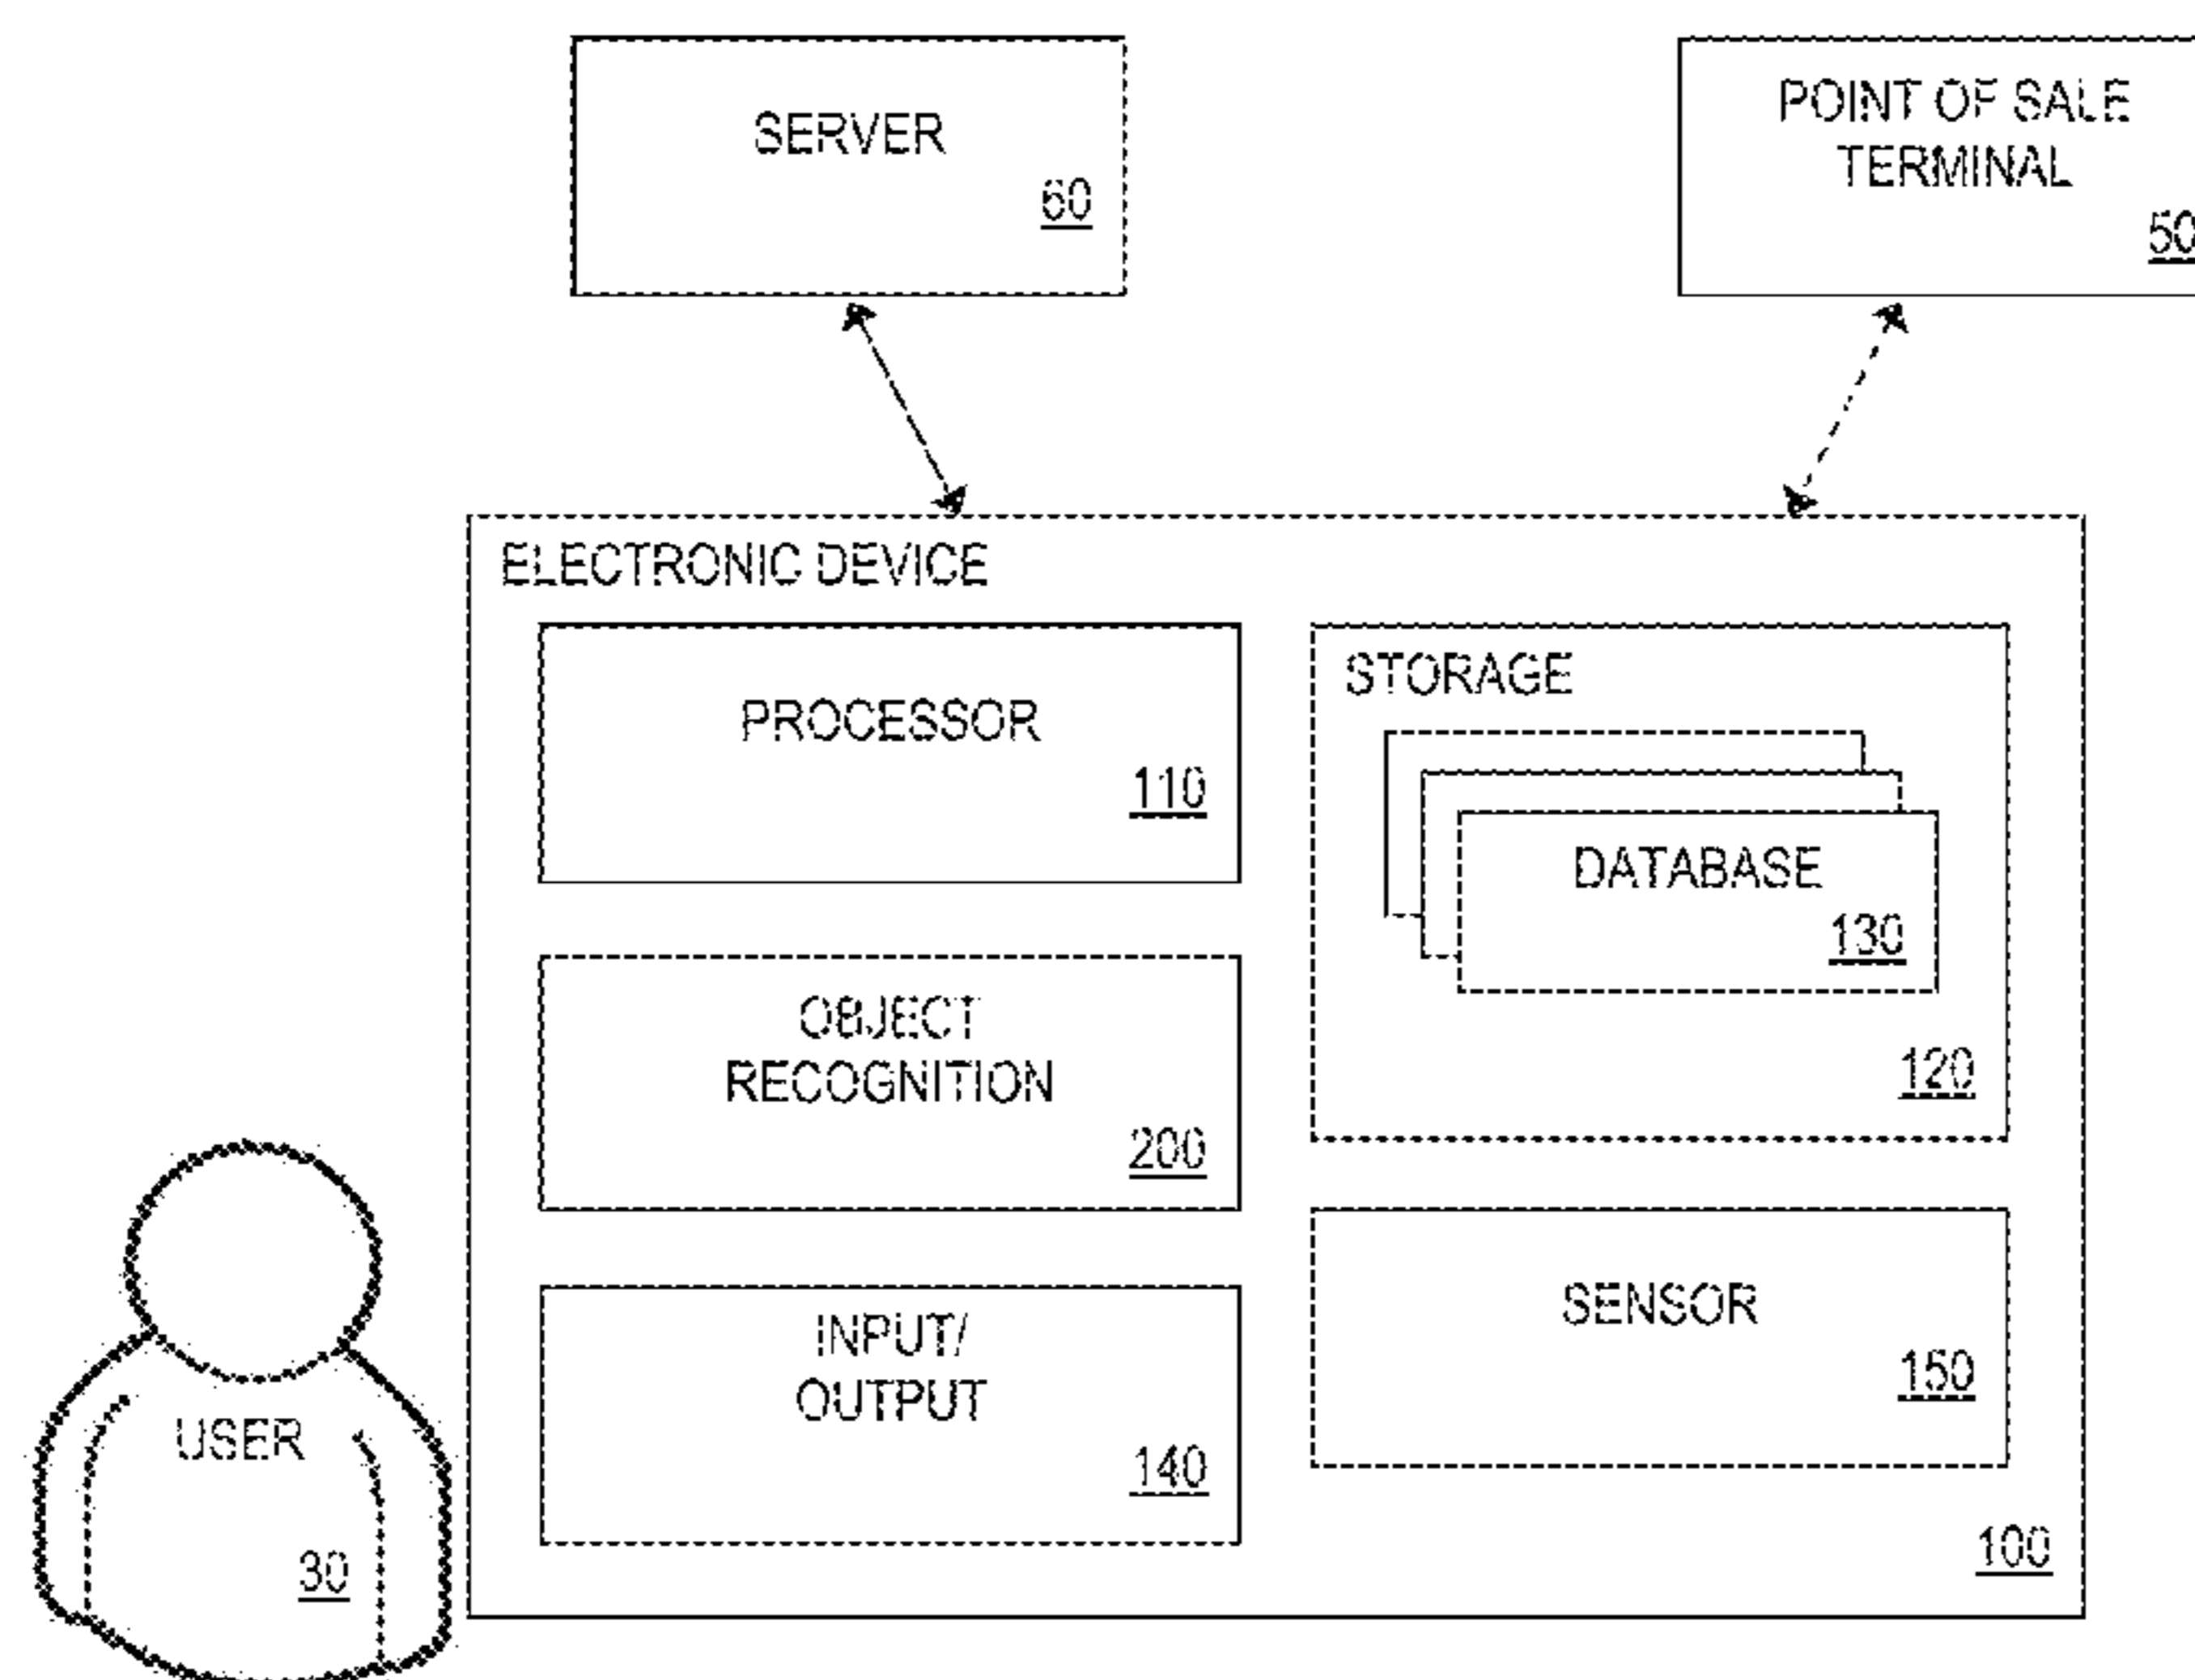 SERVER
60
POINT OF SALE
TERMINAL
50
ELECTRONIC DEVICE
PROCESSOR
110
STORAGE
DATABASE
130
120
OBJECT
RECOGNITION
200
INPUT/
OUTPUT
140
SENSOR
150
100
USER
30